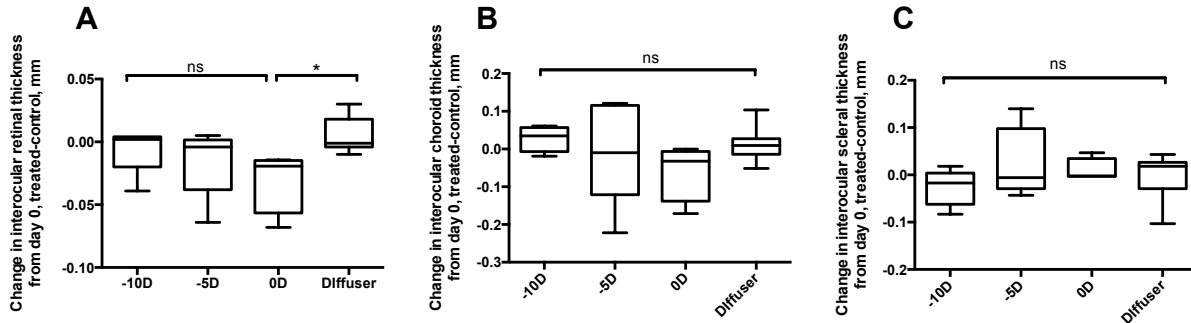 A
Change in interocular retinal thickness
from day 0, treated-control, mm
0.05
0.00
-0.05
-0.10
ns
*
-10D
-5D
0D
DIffuser
B
Change in interocular choroid thickness
from day 0, treated-control, mm
0.2
0.1
0.0
-0.1
-0.2
-0.3
ns
-10D
-5D
0D
DIffuser
C
Change in interocular scleral thickness
from day 0, treated-control, mm
0.2
0.1
0.0
-0.1
-0.2
ns
-10D
-5D
0D
DIffuser